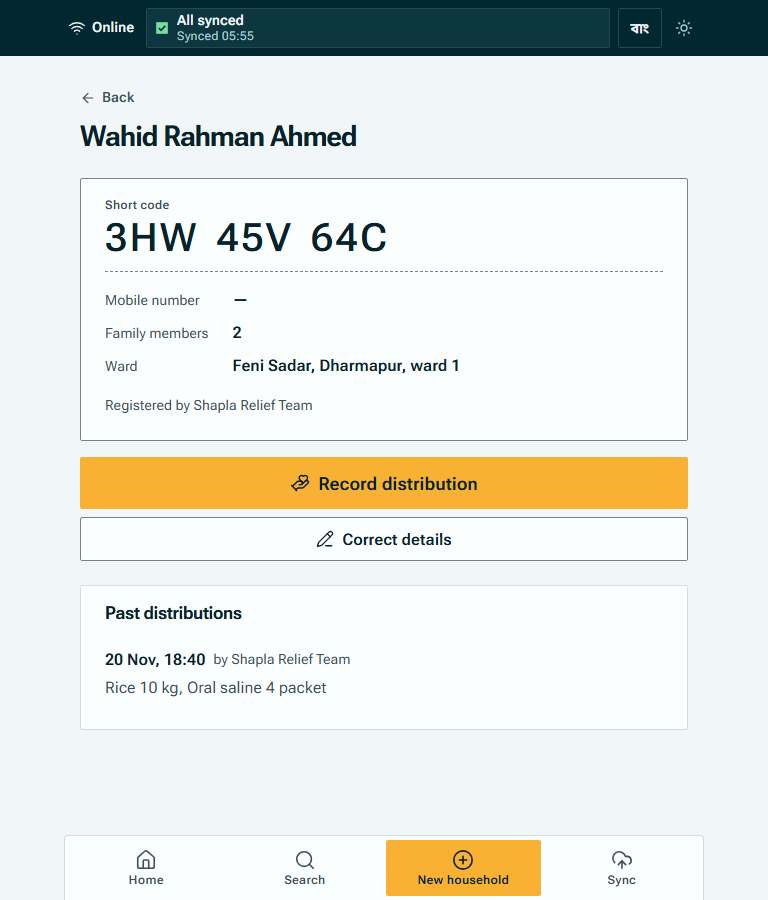 Online
All synced
Synced 05:55
বাং
Back
Wahid Rahman Ahmed
Short code
3HW 45V 64C
Mobile number —
Family members 2
Ward Feni Sadar, Dharmapur, ward 1
Registered by Shapla Relief Team
Record distribution
Correct details
Past distributions
20 Nov, 18:40 by Shapla Relief Team
Rice 10 kg, Oral saline 4 packet
Home Search New household Sync